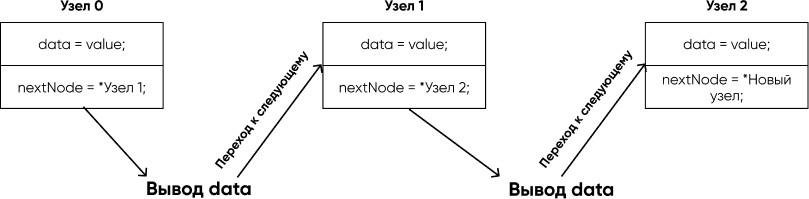 Узел 0
data = value;
nextNode = *Узел 1;
Вывод data
Переход к следующему
Узел 1
data = value;
nextNode = *Узел 2;
Вывод data
Переход к следующему
Узел 2
data = value;
nextNode = *Новый
узел;